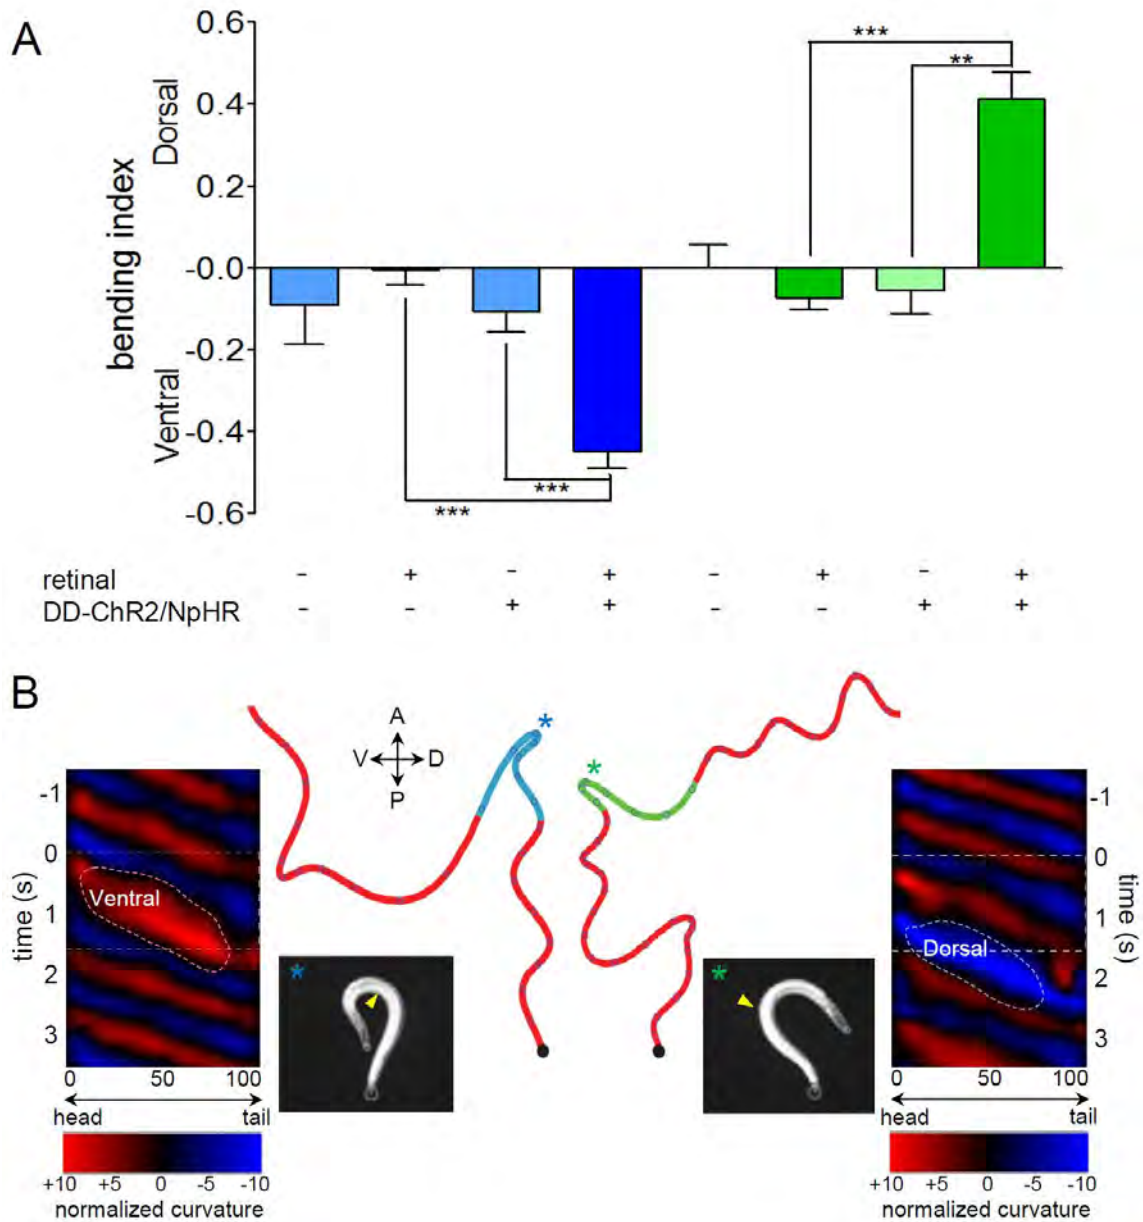 A
0.6
0.4
0.2
-0.0
-0.2
-0.4
-0.6
Dorsal
bending index
Ventral
***
**
***
***
retinal - + - + - + - +
DD-ChR2/NpHR - - + + - - + +
B
A
V D
P
*
*
-1
0
1
2
3
time (s)
Ventral
0 50 100
head tail
+10 +5 0 -5 -10
normalized curvature
*
*
-1
0
1
2
3
time (s)
Dorsal
0 50 100
head tail
+10 +5 0 -5 -10
normalized curvature